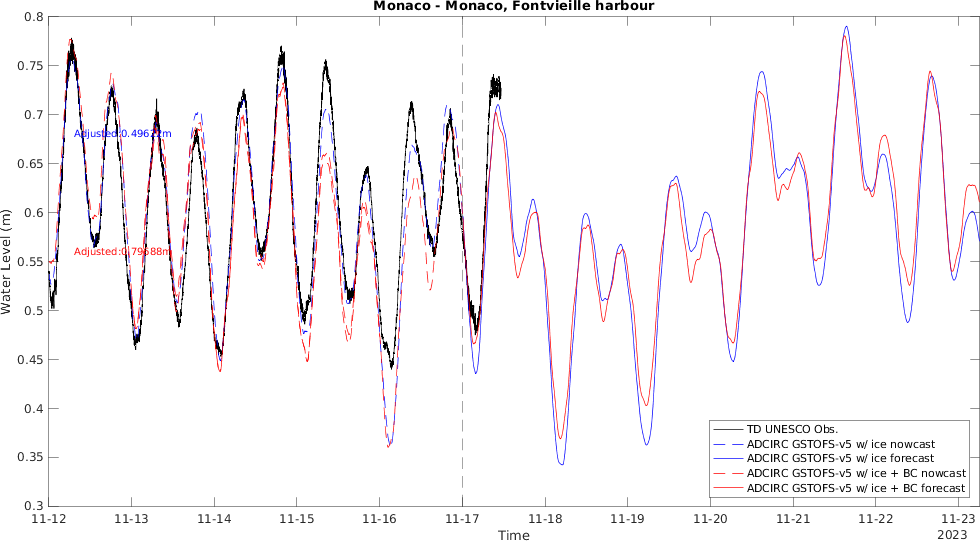 Monaco - Monaco, Fontvieille harbour
0.8
0.75
0.7
0.65
0.6
0.55
0.5
0.45
0.4
0.35
0.3
Water Level (m)
Adjusted:0.49622m
Adjusted:0.79688m
TD UNESCO Obs.
ADCIRC GSTOFS-v5 w/ ice nowcast
ADCIRC GSTOFS-v5 w/ ice forecast
ADCIRC GSTOFS-v5 w/ ice + BC nowcast
ADCIRC GSTOFS-v5 w/ ice + BC forecast
11-12 11-13 11-14 11-15 11-16 11-17 11-18 11-19 11-20 11-21 11-22 11-23
Time
2023